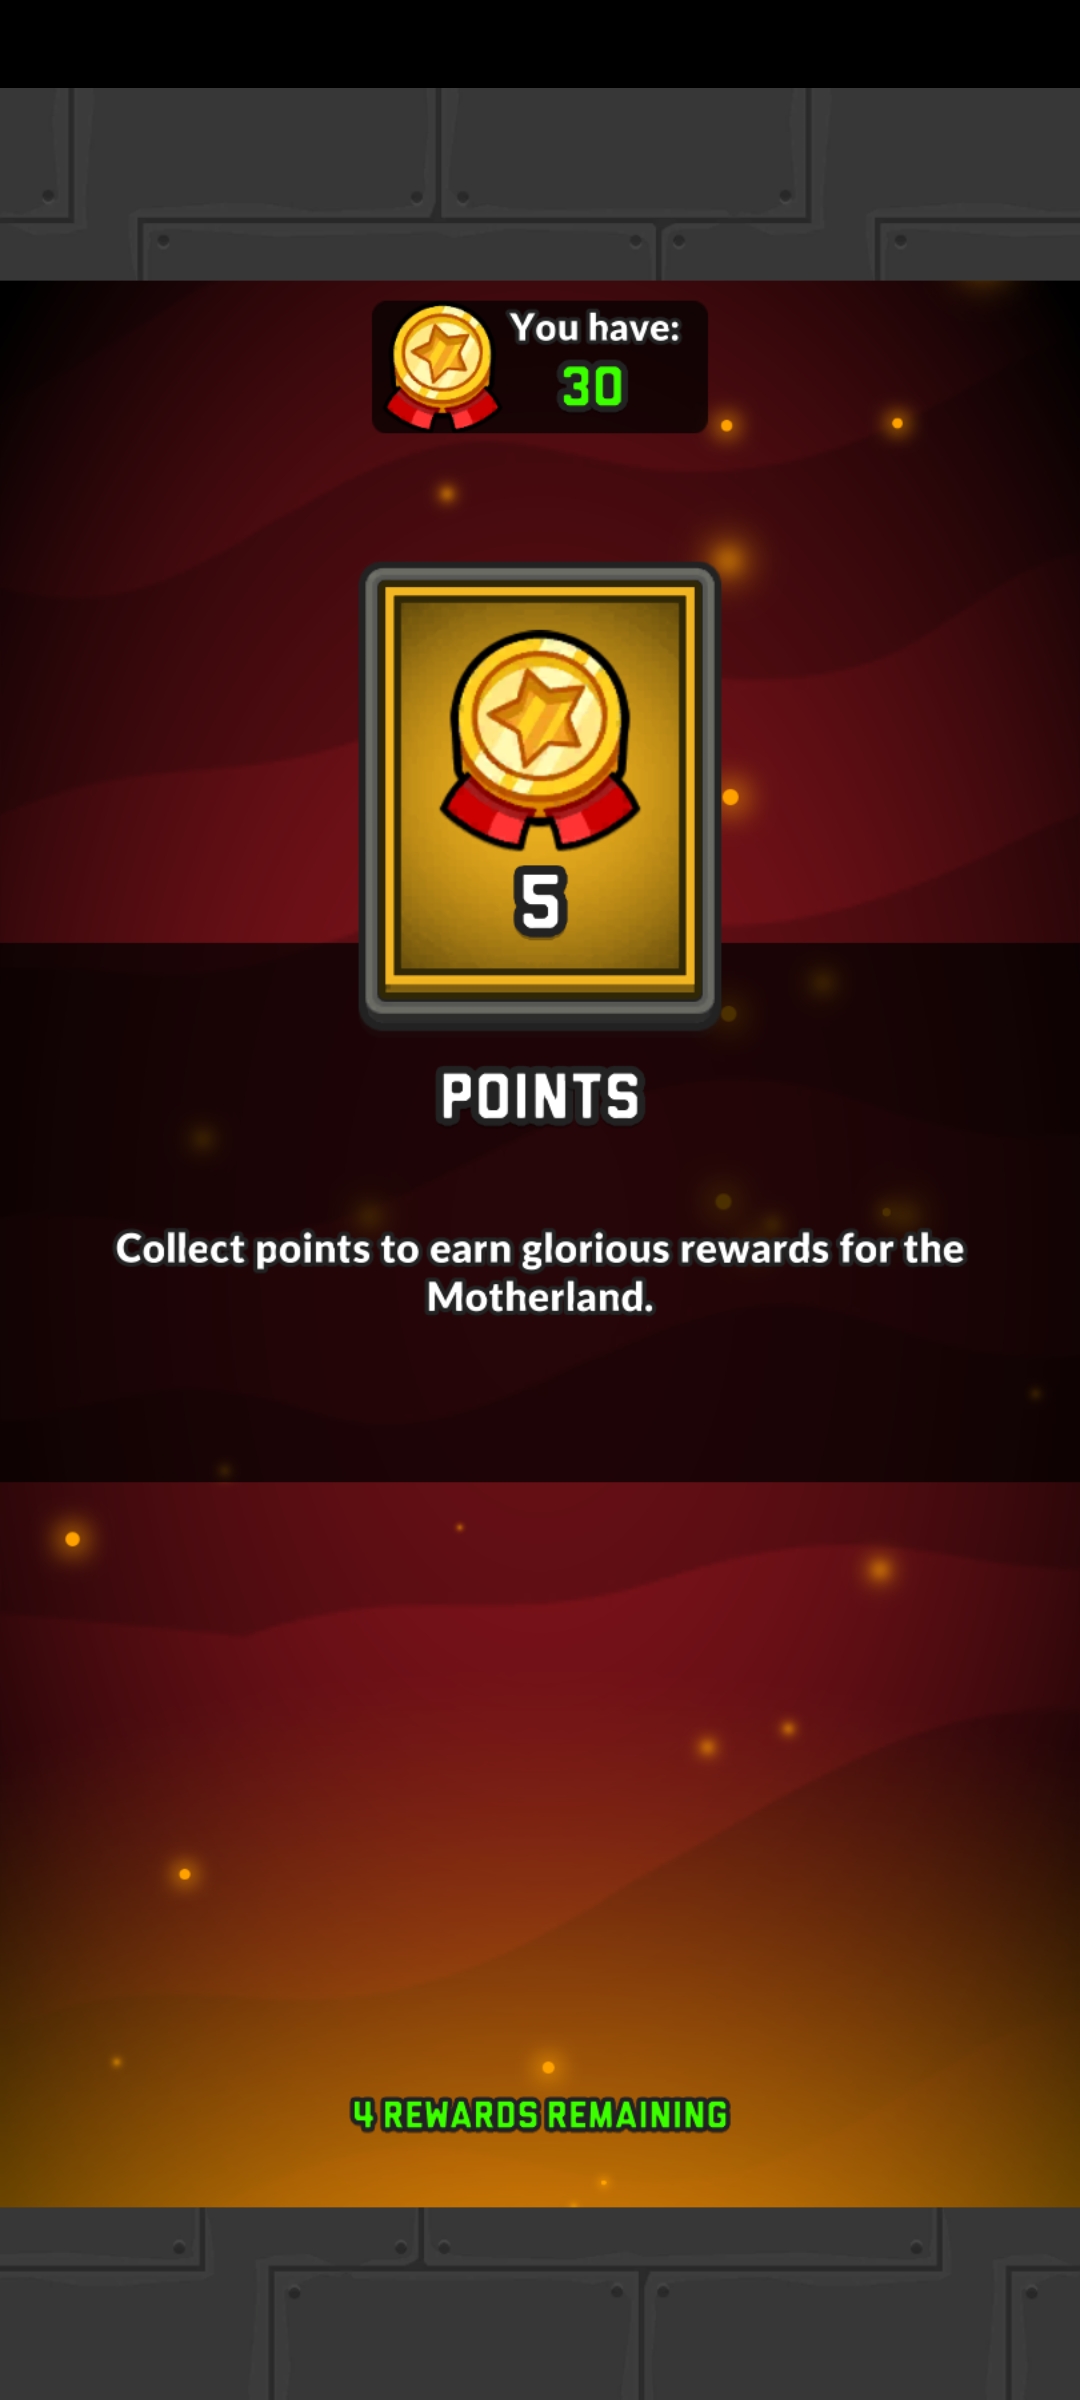 You have:
30
5
POINTS
Collect points to earn glorious rewards for the
Motherland.
4 REWARDS REMAINING